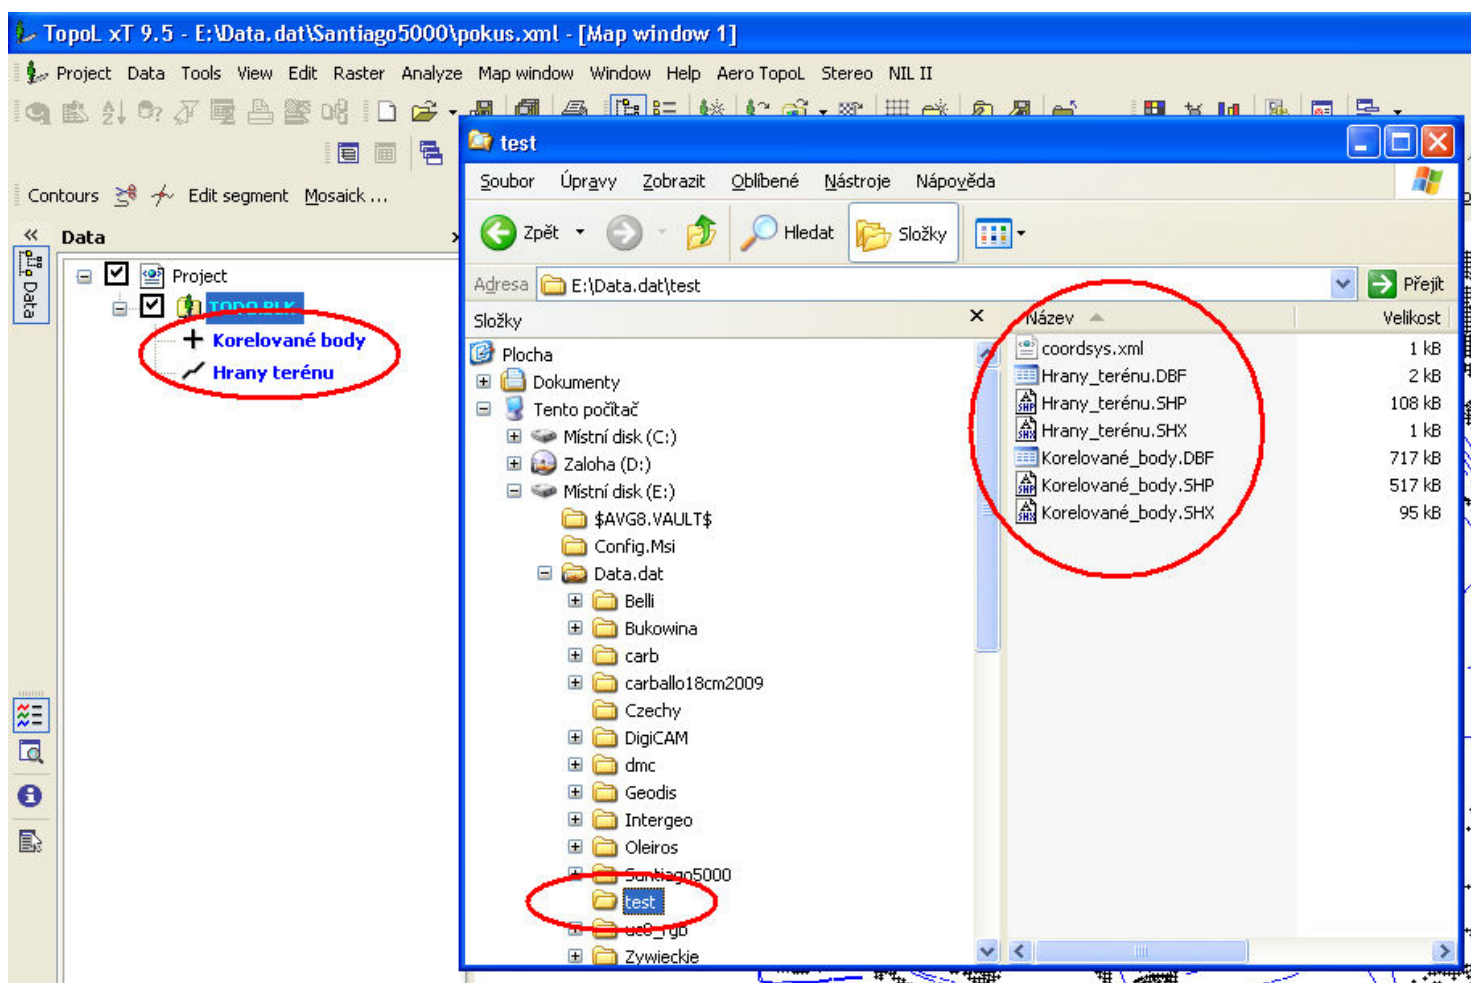 TopoL xT 9.5 - E:\Data.dat\Santiago5000\pokus.xml - [Map window 1]
Project Data Tools View Edit Raster Analyze Map window Window Help Aero TopoL Stereo NIL II
Contours Edit segment Mosaick ...
Data
Data
Project
TODO.BLK
Korelované body
Hrany terénu
test
Soubor Úpravy Zobrazit Oblíbené Nástroje Nápověda
Zpět Hledat Složky
Adresa E:\Data.dat\test Přejít
Složky
Plocha
Dokumenty
Tento počítač
Místní disk (C:)
Zaloha (D:)
Místní disk (E:)
$AVG8.VAULT$
Config.Msi
Data.dat
Belli
Bukowina
carb
carballo18cm2009
Czechy
DigiCAM
dmc
Geodis
Intergeo
Oleiros
Santiago5000
test
uc8_rgb
Zywieckie
Název Velikost
coordsys.xml 1 kB
Hrany_terénu.DBF 2 kB
Hrany_terénu.SHP 108 kB
Hrany_terénu.SHX 1 kB
Korelované_body.DBF 717 kB
Korelované_body.SHP 517 kB
Korelované_body.SHX 95 kB